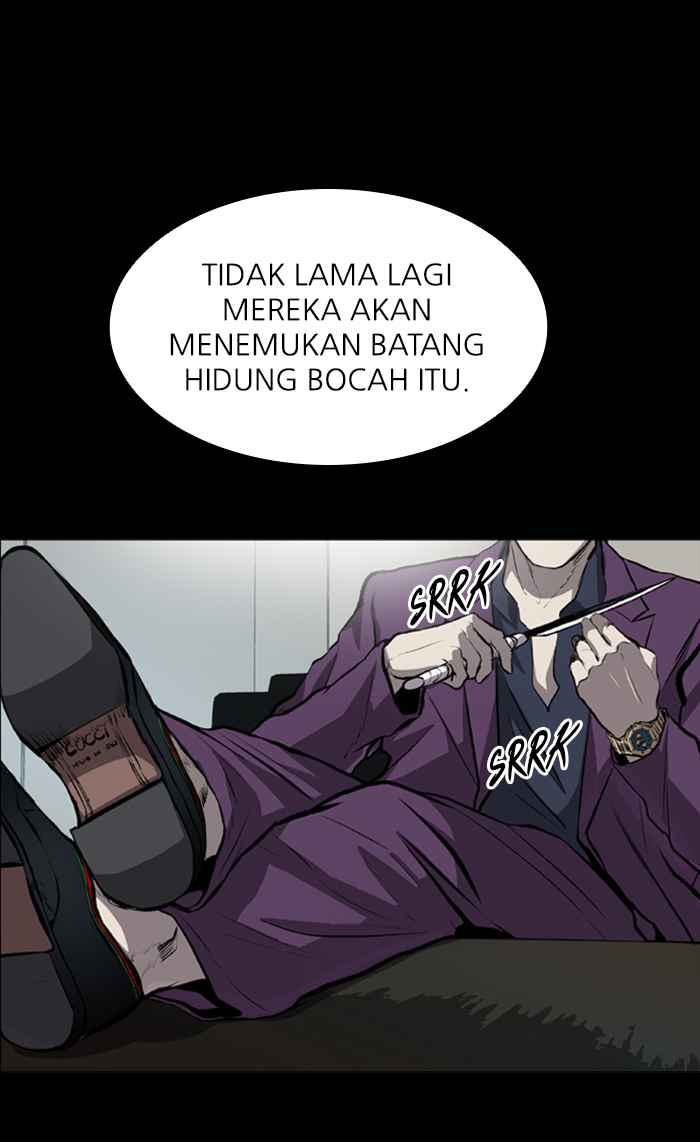 TIDAK LAMA LAGI
MEREKA AKAN
MENEMUKAN BATANG
HIDUNG BOCAH ITU.
SRRK
SRRK
GUCCI